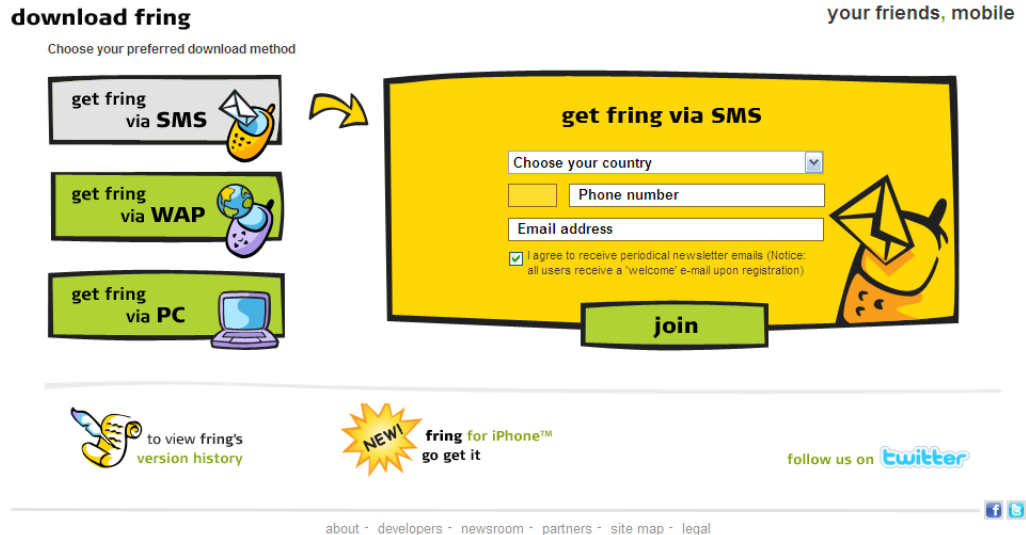 download fring
your friends, mobile
Choose your preferred download method
get fring
via SMS
get fring
via WAP
get fring
via PC
get fring via SMS
Choose your country
Phone number
Email address
I agree to receive periodical newsletter emails (Notice:
all users receive a 'welcome' e-mail upon registration)
join
to view fring's
version history
NEW!
fring for iPhone™
go get it
follow us on twitter
f t
about - developers - newsroom - partners - site map - legal